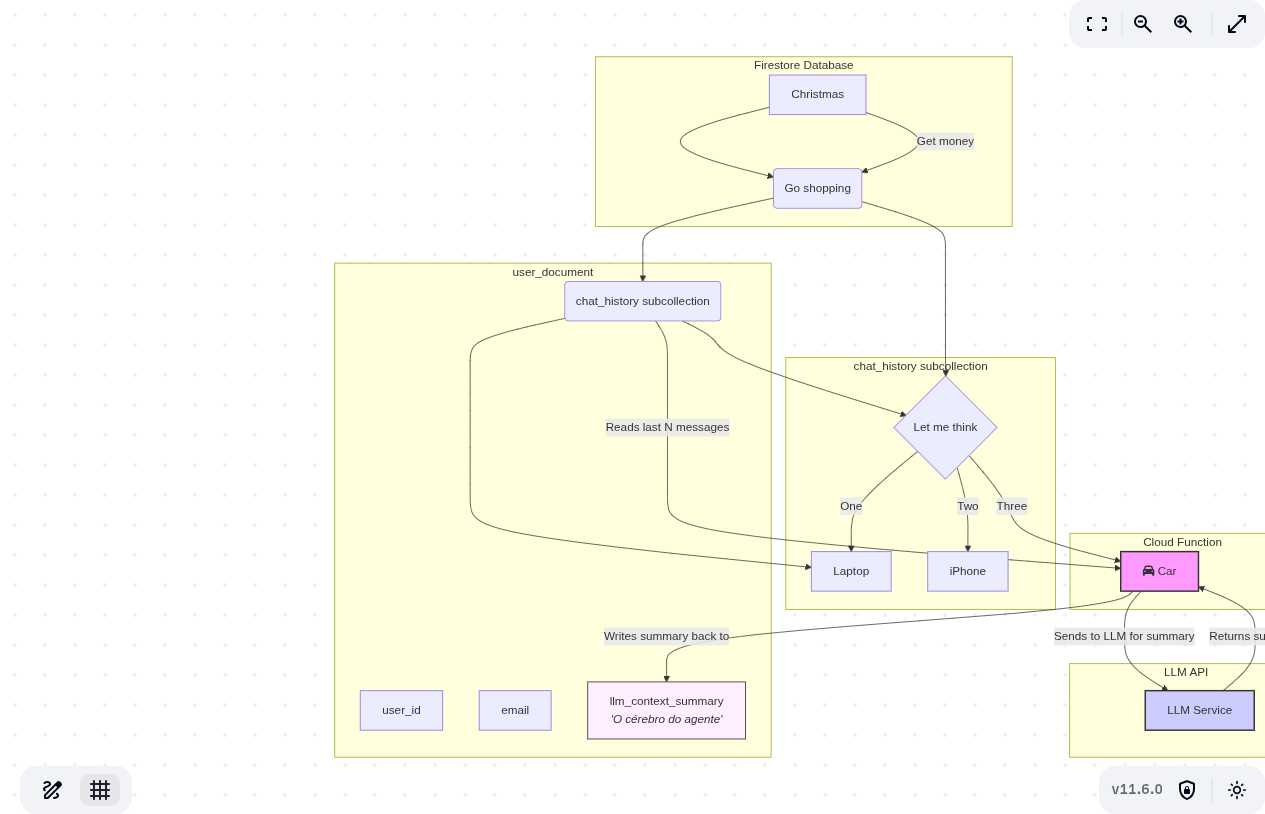 Firestore Database
Christmas
Get money
Go shopping
user_document
chat_history subcollection
chat_history subcollection
Let me think
Reads last N messages
One
Two
Three
Cloud Function
Laptop
iPhone
Car
Writes summary back to
Sends to LLM for summary
Returns su
LLM API
user_id
email
llm_context_summary
'O cérebro do agente'
LLM Service
v11.6.0